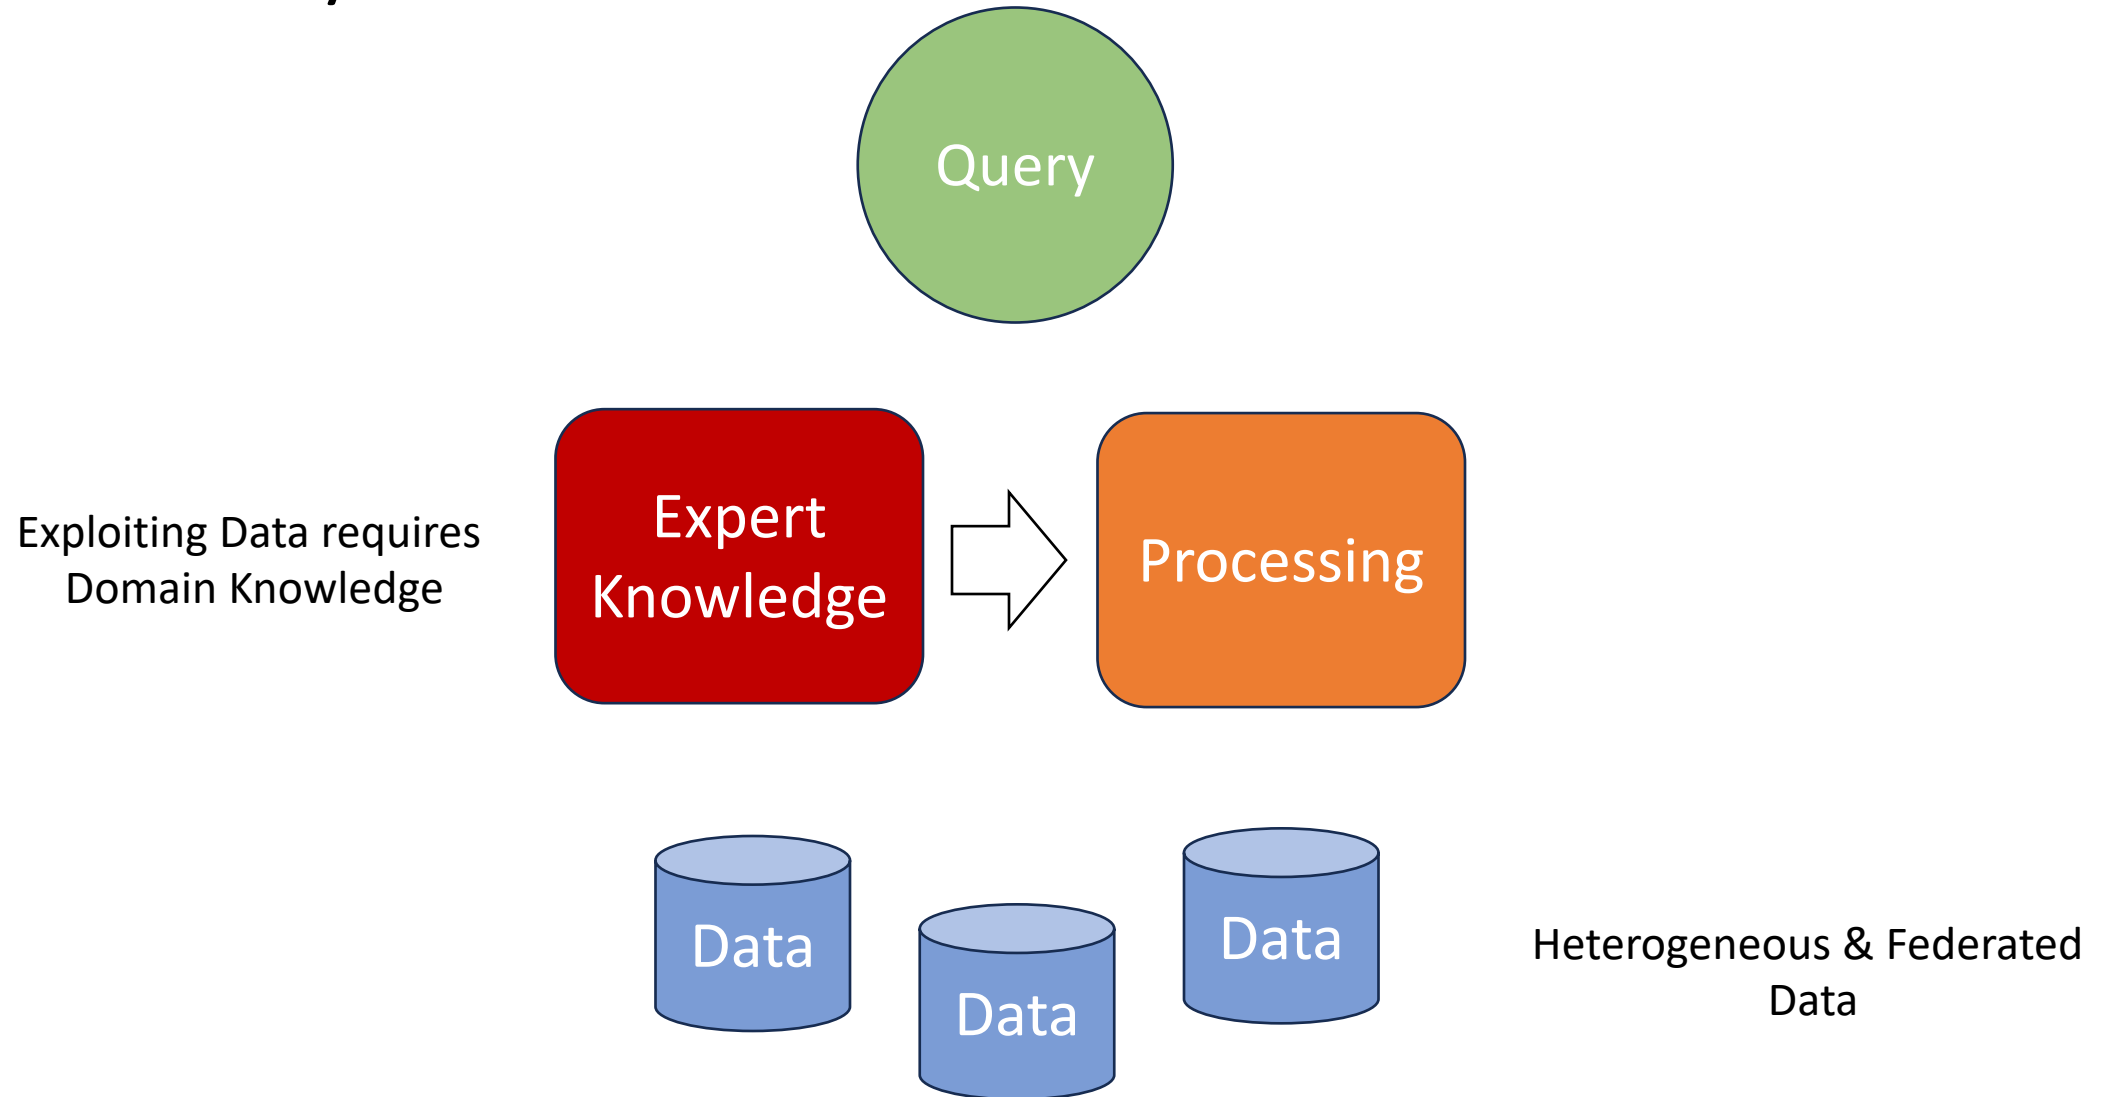 Query
Exploiting Data requires
Domain Knowledge
Expert
Knowledge
Processing
Data
Data
Data
Heterogeneous & Federated
Data